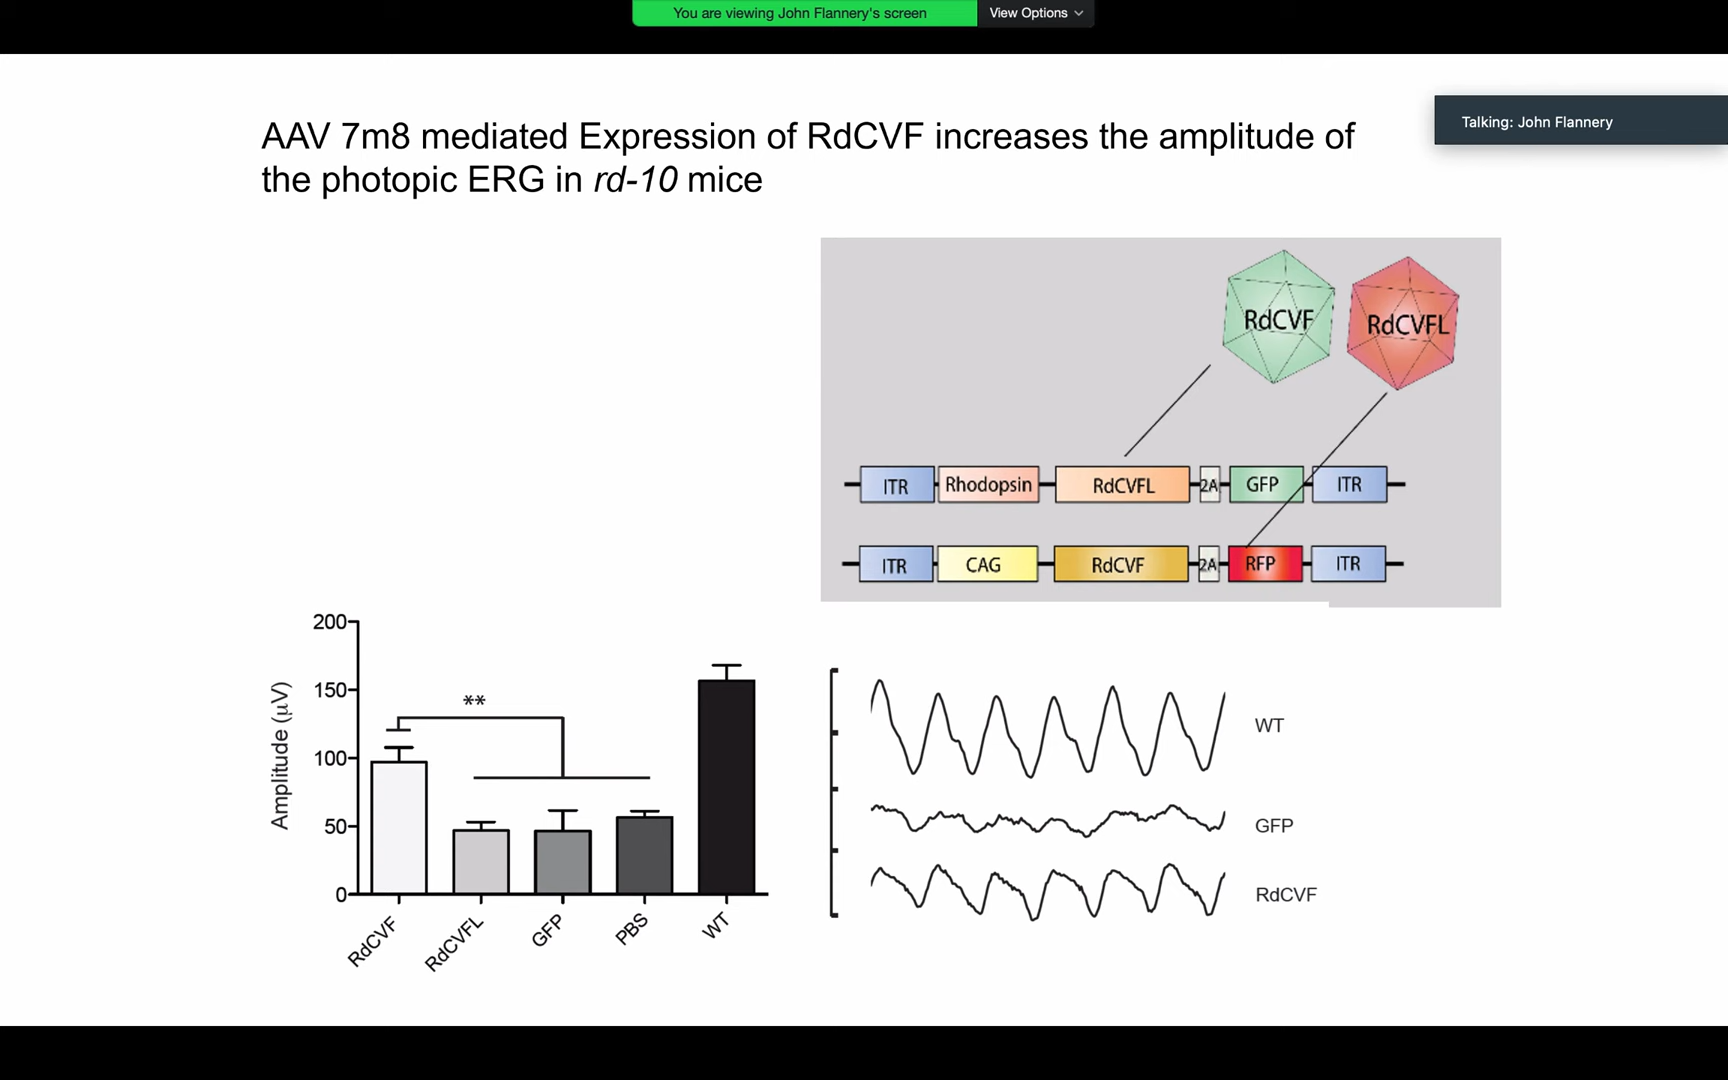 You are viewing John Flannery's screen
View Options
Talking: John Flannery
AAV 7m8 mediated Expression of RdCVF increases the amplitude of
the photopic ERG in rd-10 mice
RdCVF
RdCVFL
ITR Rhodopsin RdCVFL 2A GFP ITR
ITR CAG RdCVF 2A RFP ITR
200
150
100
50
0
Amplitude (µV)
**
RdCVF
RdCVFL
GFP
PBS
WT
WT
GFP
RdCVF